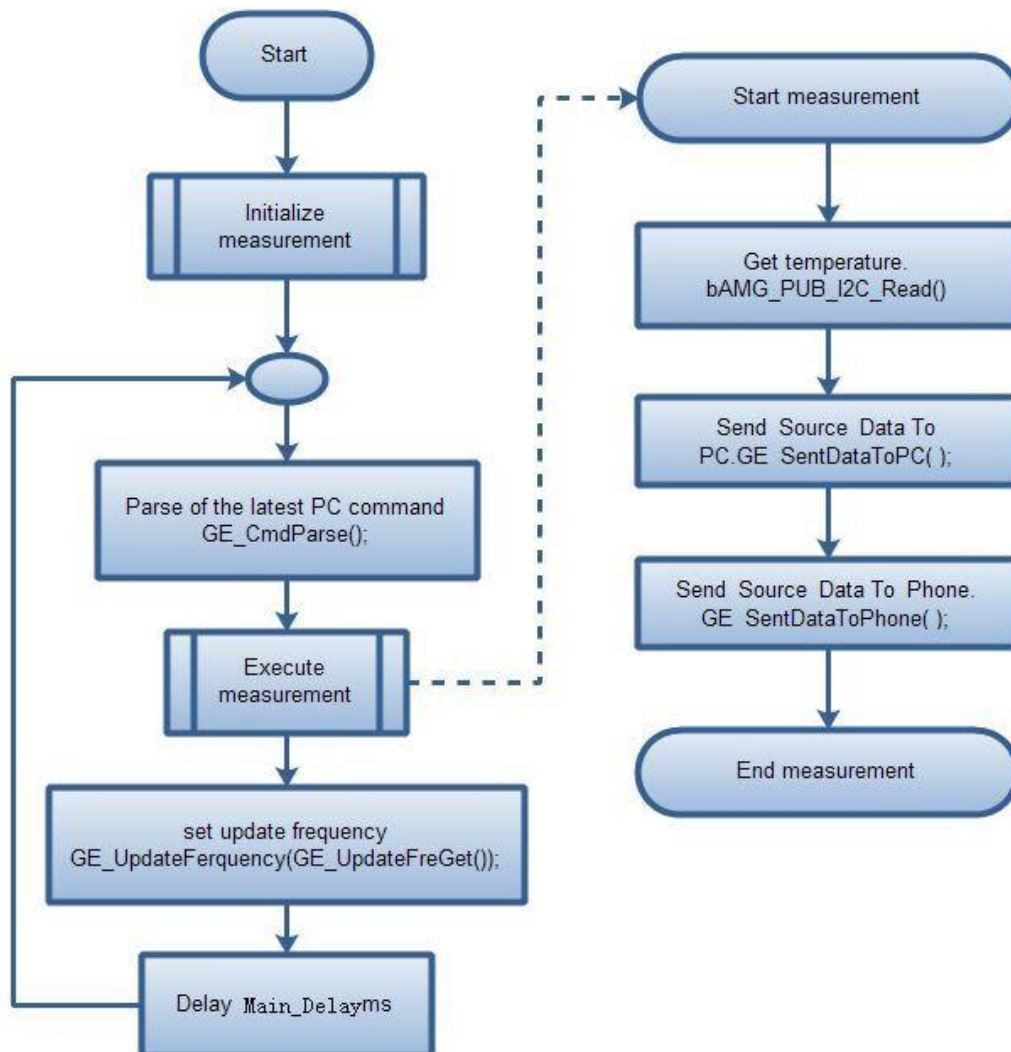 Start
Initialize
measurement
Parse of the latest PC command
GE_CmdParse();
Execute
measurement
set update frequency
GE_UpdateFerquency(GE_UpdateFreGet());
Delay Main_Delayms
Start measurement
Get temperature.
bAMG_PUB_I2C_Read()
Send Source Data To
PC.GE SentDataToPC( );
Send Source Data To Phone.
GE SentDataToPhone( );
End measurement